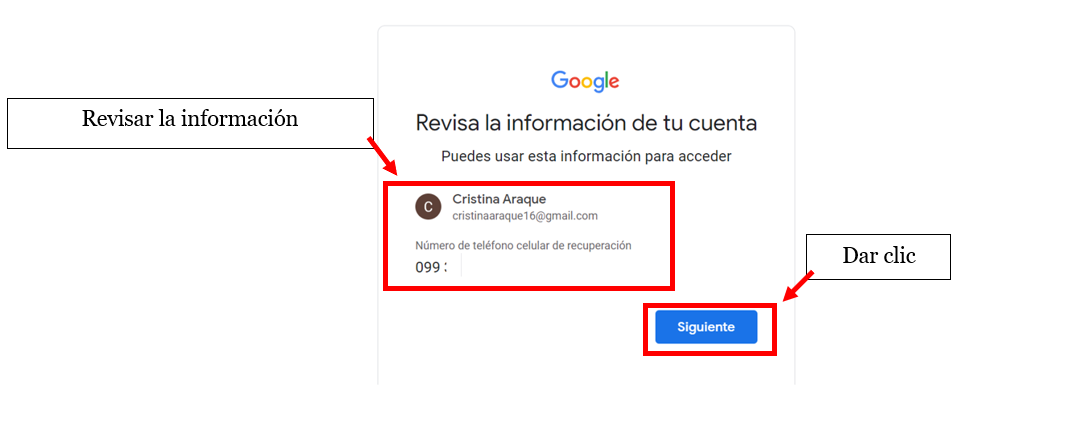 Google
Revisar la información
Revisa la información de tu cuenta
Puedes usar esta información para acceder
C
Cristina Araque
cristinaaraque16@gmail.com
Número de teléfono celular de recuperación
099
Dar clic
Siguiente